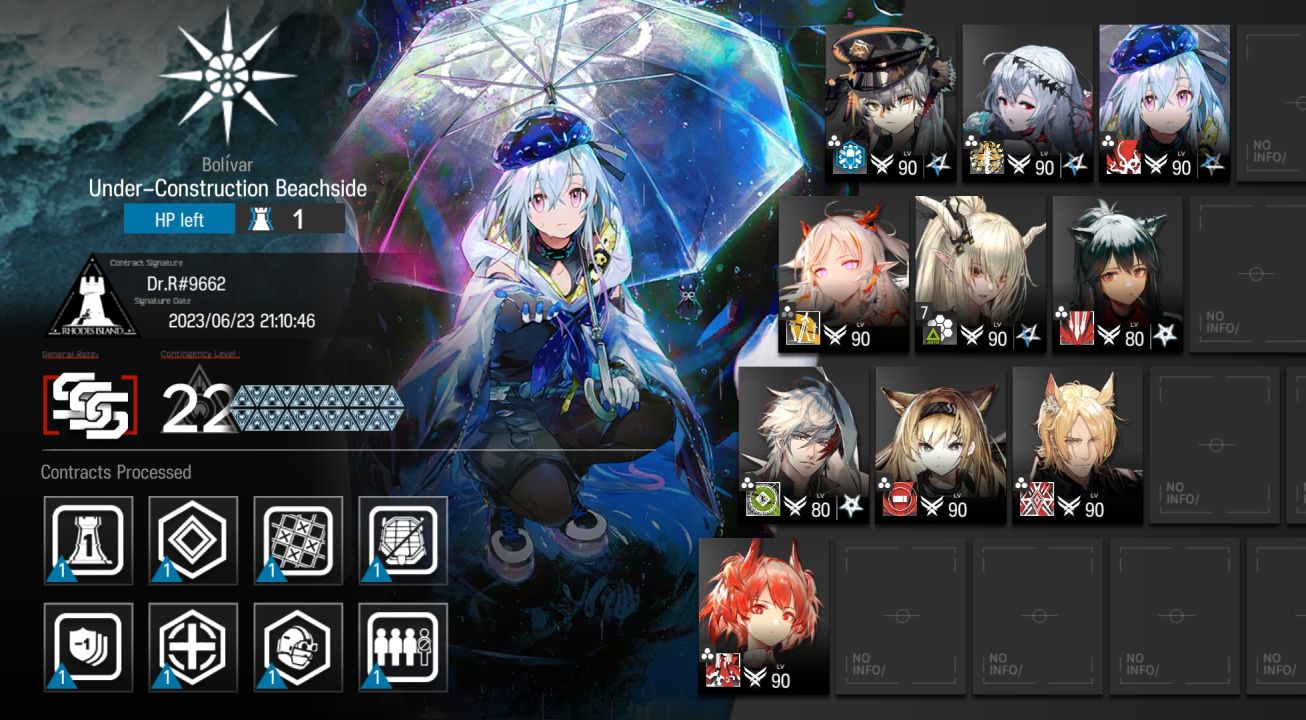 Bolívar
Under-Construction Beachside
HP left 1
Contract Signature
Dr.R#9662
Signature Date
2023/06/23 21:10:46
RHODES ISLAND
General Rate:
Contingency Level:
22
Contracts Processed
1
1
1
1
1
-1
1
1
1
1
LV
90
LV
90
LV
90
NO
INFO/
LV
90
7
AUTO
LV
90
LV
80
NO
INFO/
LV
80
LV
90
LV
90
NO
INFO/
LV
90
NO
INFO/
NO
INFO/
NO
INFO/
NO
INFO/